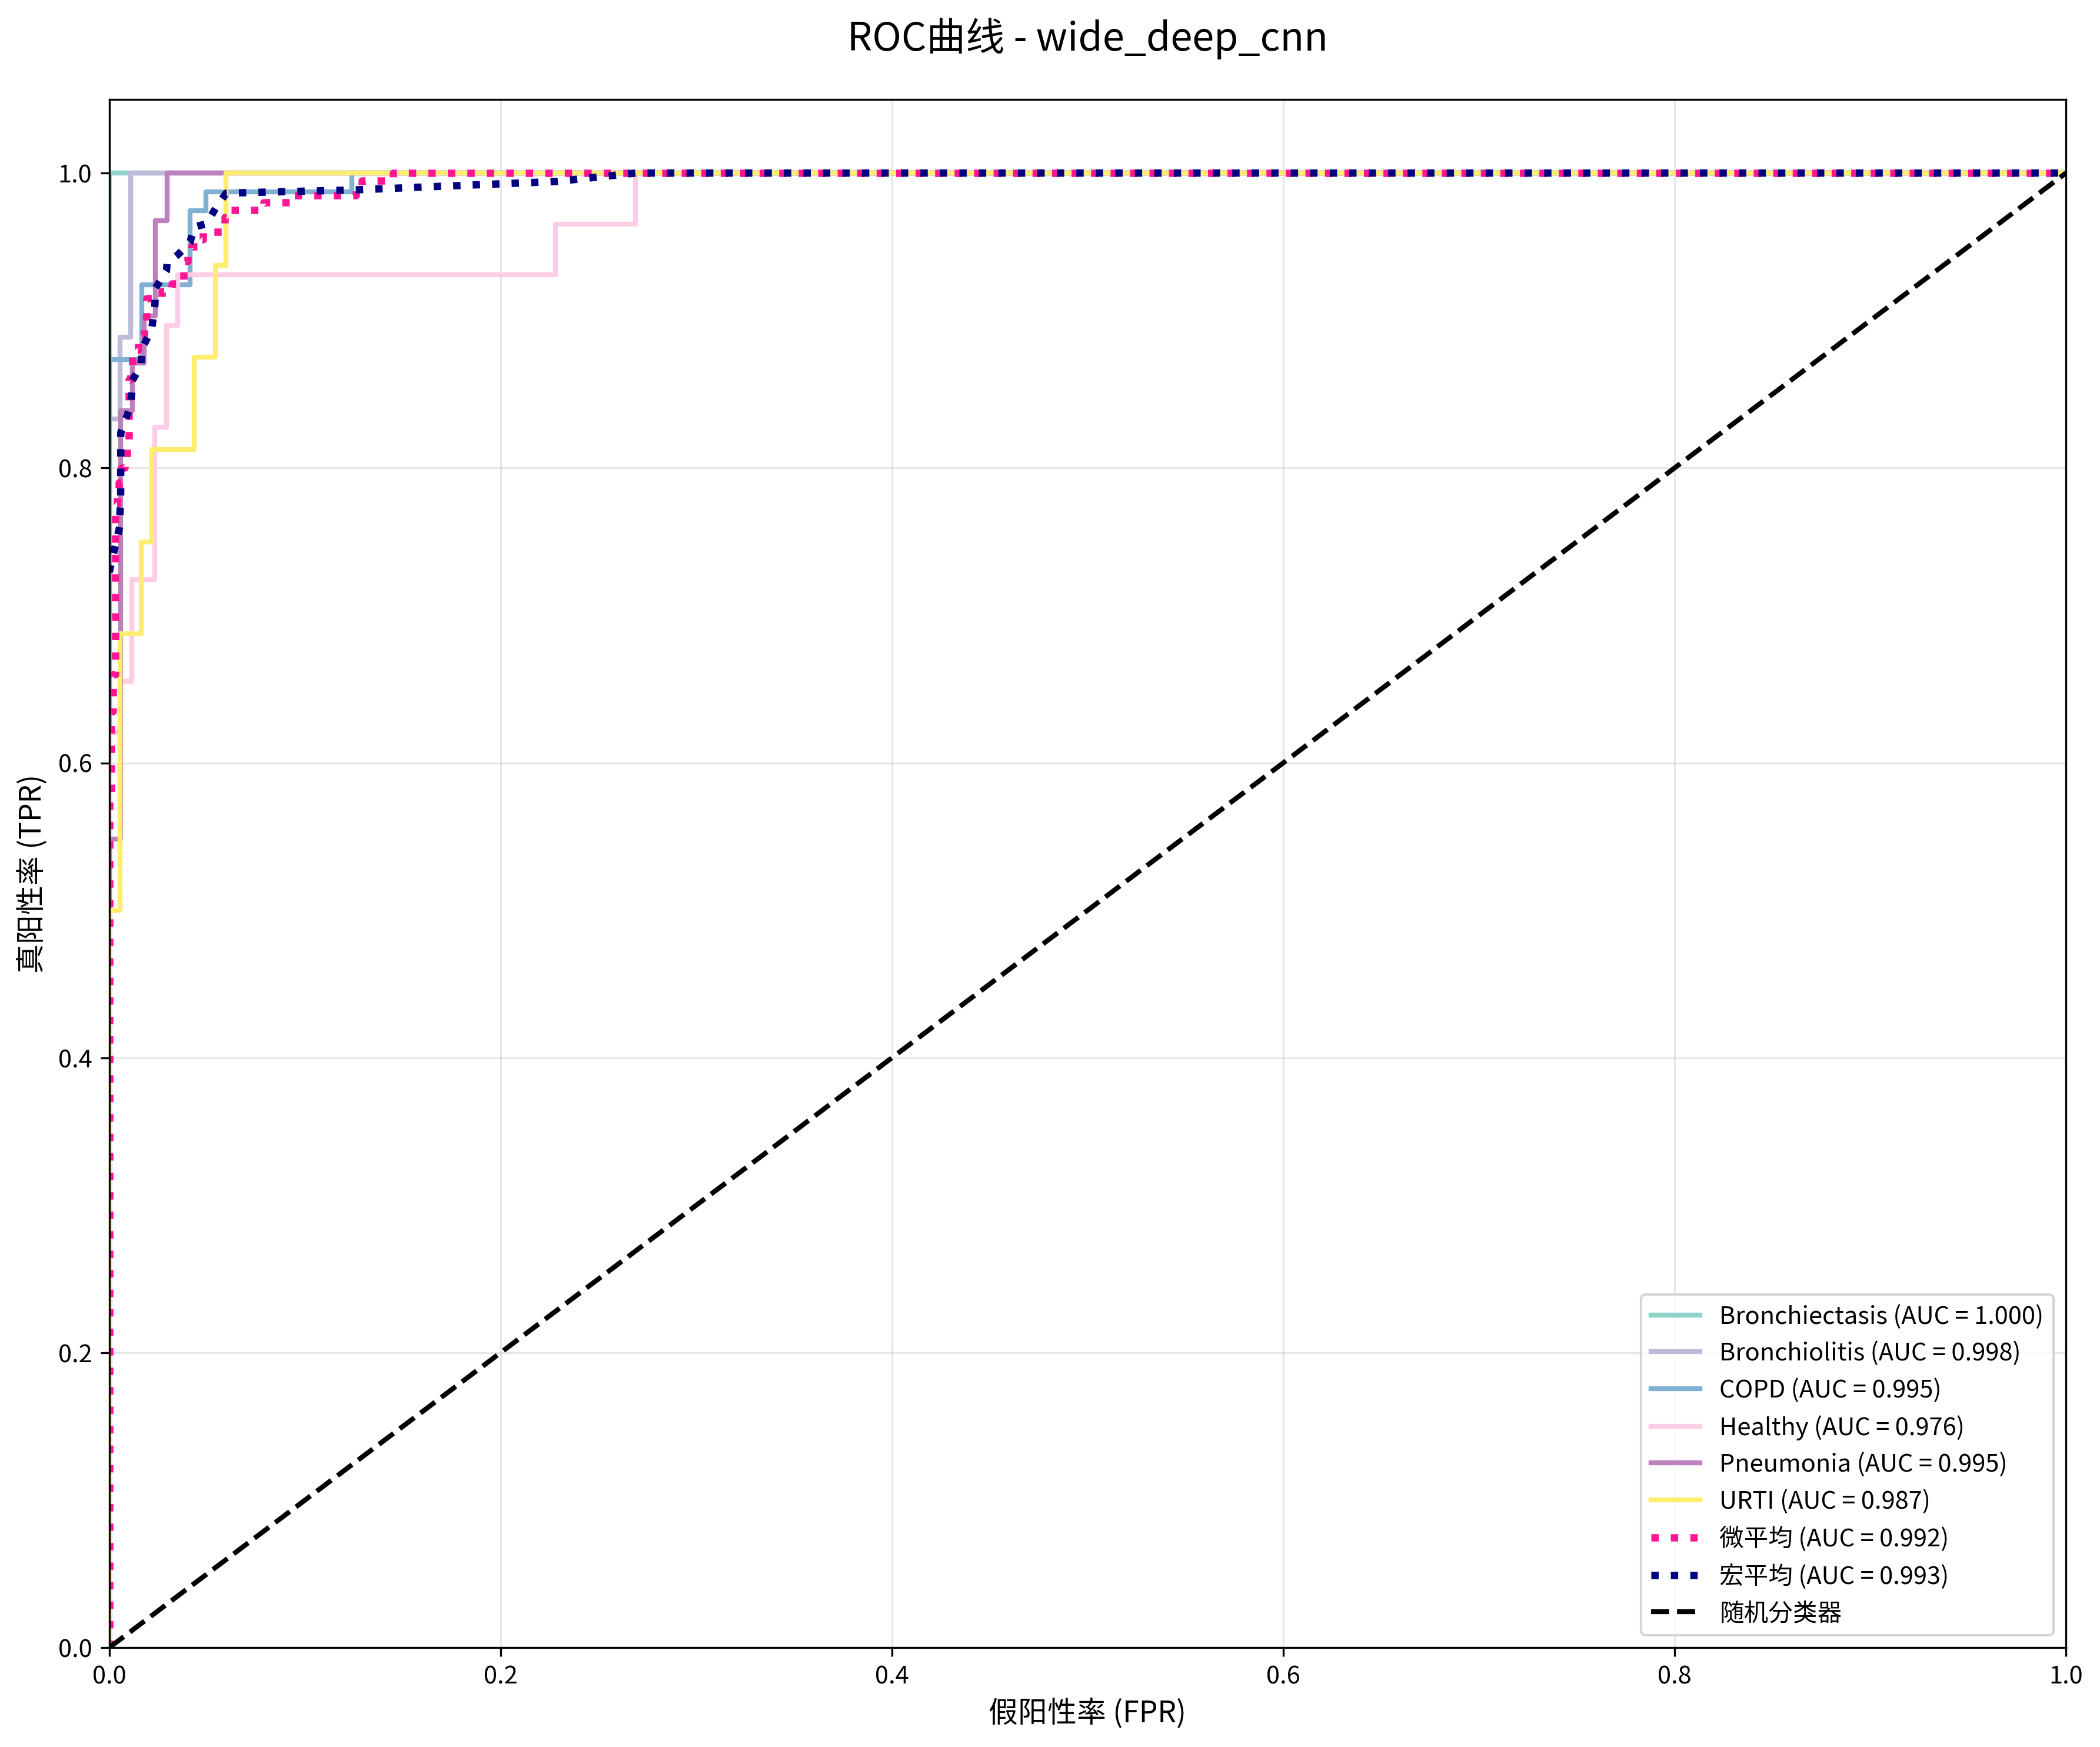 ROC曲线 - wide_deep_cnn
1.0
0.8
0.6
0.4
0.2
0.0
真阳性率 (TPR)
0.0 0.2 0.4 0.6 0.8 1.0
假阳性率 (FPR)
Bronchiectasis (AUC = 1.000)
Bronchiolitis (AUC = 0.998)
COPD (AUC = 0.995)
Healthy (AUC = 0.976)
Pneumonia (AUC = 0.995)
URTI (AUC = 0.987)
微平均 (AUC = 0.992)
宏平均 (AUC = 0.993)
随机分类器